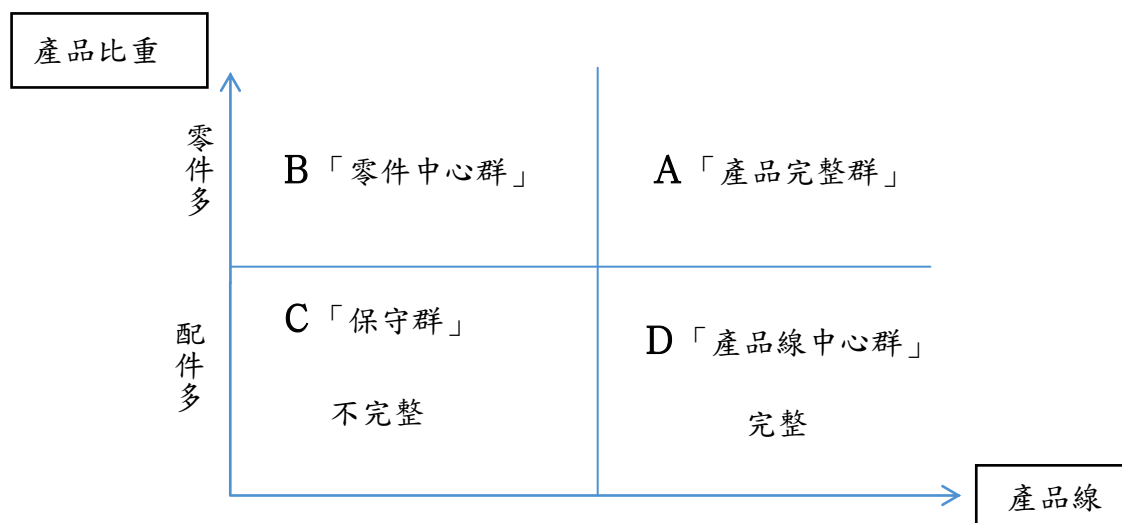 產品比重
零件多
B「零件中心群」
A「產品完整群」
配件多
C「保守群」
D「產品線中心群」
不完整
完整
產品線